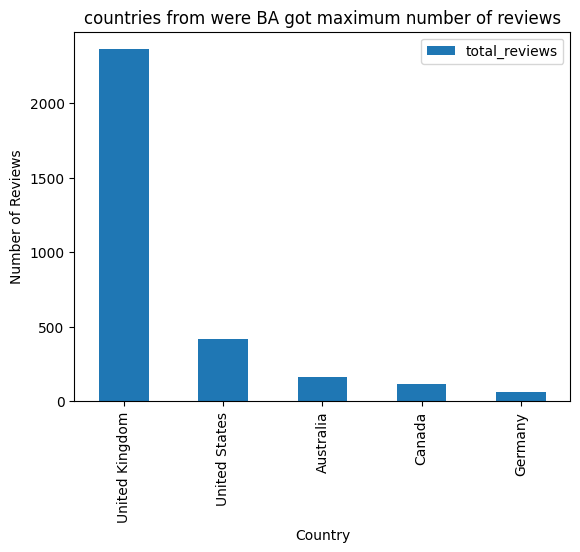 countries from were BA got maximum number of reviews
total_reviews
Number of Reviews
2000
1500
1000
500
0
United Kingdom
United States
Australia
Canada
Germany
Country